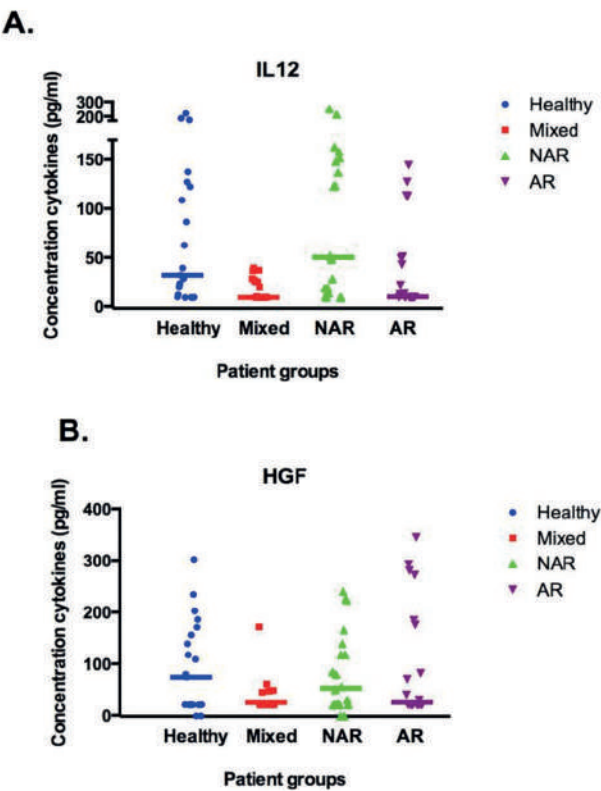 A.
IL12
Concentration cytokines (pg/ml)
300
200
150
100
50
0
Healthy Mixed NAR AR
Patient groups
Healthy
Mixed
NAR
AR
B.
HGF
Concentration cytokines (pg/ml)
400
300
200
100
0
Healthy Mixed NAR AR
Patient groups
Healthy
Mixed
NAR
AR